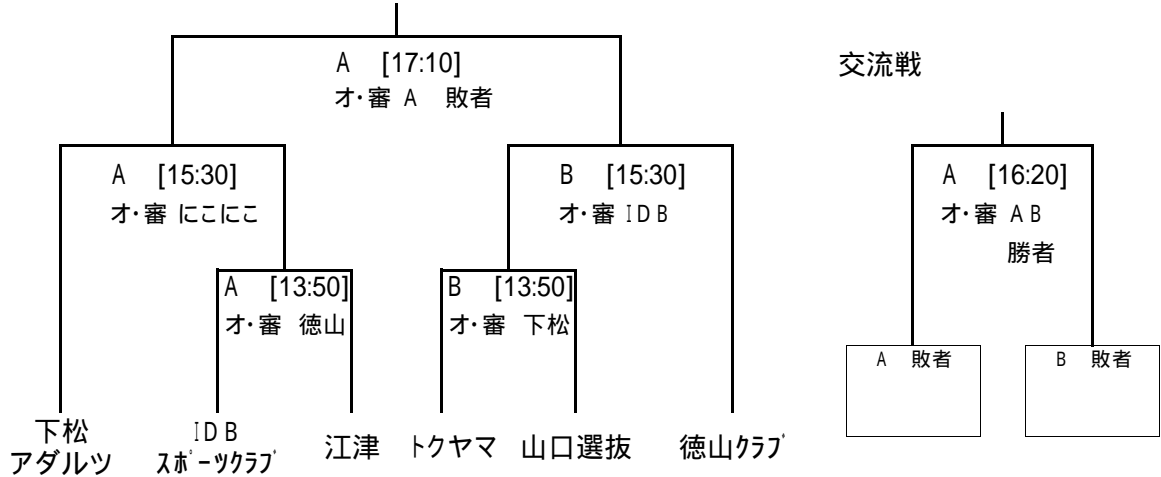 A [17:10]
オ・審 A 敗者
交流戦
A [15:30]
オ・審 にこにこ
B [15:30]
オ・審 IDB
A [16:20]
オ・審 AB
勝者
A [13:50]
オ・審 徳山
B [13:50]
オ・審 下松
A 敗者
B 敗者
下松
アダルツ
IDB
スポーツクラブ
江津
トクヤマ
山口選抜
徳山クラブ